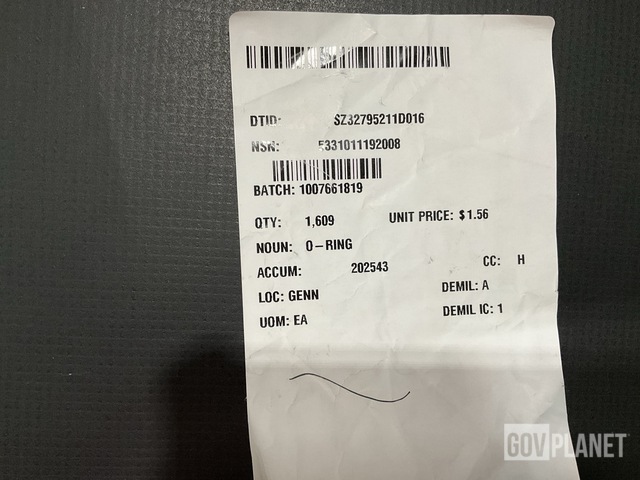 DTID: SZ32795211D016
NSN: 5331011192008
BATCH: 1007661819
QTY: 1,609 UNIT PRICE: $1.56
NOUN: O-RING
ACCUM: 202543 CC: H
LOC: GENN DEMIL: A
UOM: EA DEMIL IC: 1
GOVPLANET